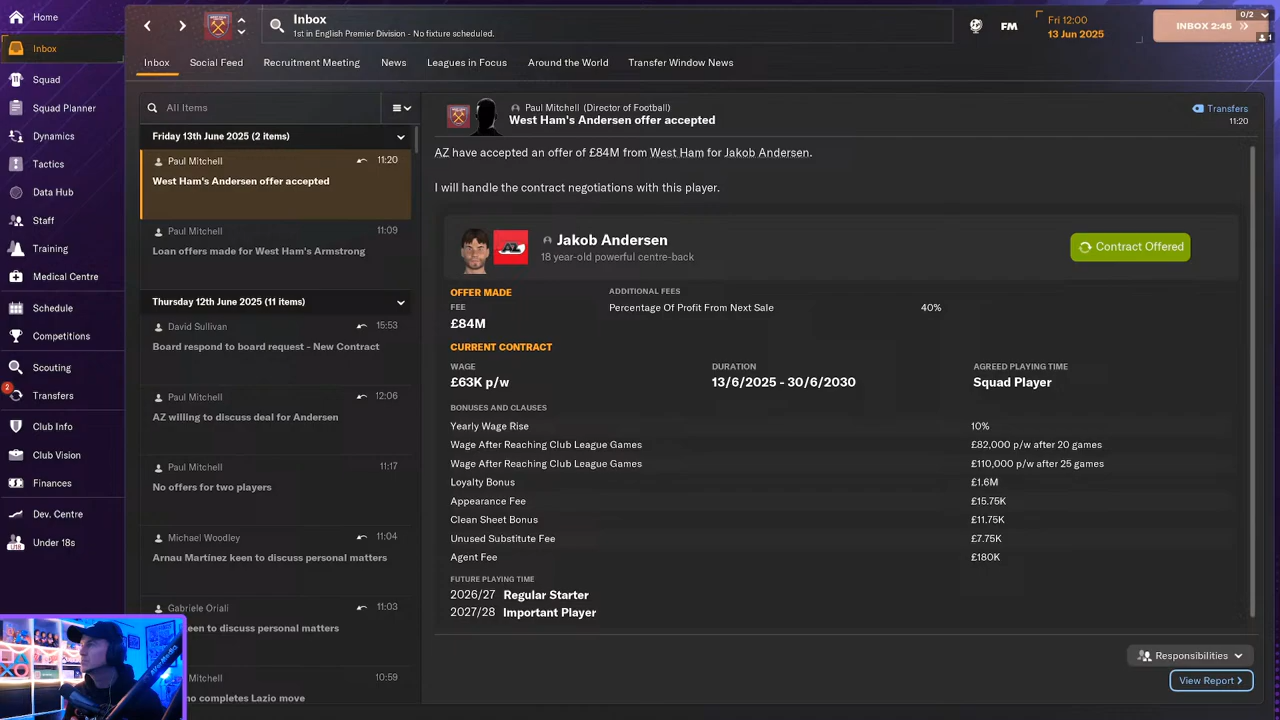 Home
Inbox
Squad
Squad Planner
Dynamics
Tactics
Data Hub
Staff
Training
Medical Centre
Schedule
Competitions
Scouting
2
Transfers
Club Info
Club Vision
Finances
Dev. Centre
U18
Under 18s
Inbox
1st in English Premier Division - No fixture scheduled.
FM
Fri 12:00
13 Jun 2025
INBOX 2:45
0/2
1
Inbox
Social Feed
Recruitment Meeting
News
Leagues in Focus
Around the World
Transfer Window News
All Items
Friday 13th June 2025 (2 items)
Paul Mitchell
11:20
West Ham's Andersen offer accepted
Paul Mitchell
11:09
Loan offers made for West Ham's Armstrong
Thursday 12th June 2025 (11 items)
David Sullivan
15:53
Board respond to board request - New Contract
Paul Mitchell
12:06
AZ willing to discuss deal for Andersen
Paul Mitchell
11:17
No offers for two players
Michael Woodley
11:04
Arnau Martínez keen to discuss personal matters
Gabriele Oriali
11:03
keen to discuss personal matters
Mitchell
10:59
completes Lazio move
Paul Mitchell (Director of Football)
West Ham's Andersen offer accepted
Transfers
11:20
AZ have accepted an offer of £84M from West Ham for Jakob Andersen.
I will handle the contract negotiations with this player.
AZ
Jakob Andersen
18 year-old powerful centre-back
Contract Offered
OFFER MADE
FEE
£84M
ADDITIONAL FEES
Percentage Of Profit From Next Sale
40%
CURRENT CONTRACT
WAGE
£63K p/w
DURATION
13/6/2025 - 30/6/2030
AGREED PLAYING TIME
Squad Player
BONUSES AND CLAUSES
Yearly Wage Rise
10%
Wage After Reaching Club League Games
£82,000 p/w after 20 games
Wage After Reaching Club League Games
£110,000 p/w after 25 games
Loyalty Bonus
£1.6M
Appearance Fee
£15.75K
Clean Sheet Bonus
£11.75K
Unused Substitute Fee
£7.75K
Agent Fee
£180K
FUTURE PLAYING TIME
2026/27 Regular Starter
2027/28 Important Player
Responsibilities
View Report